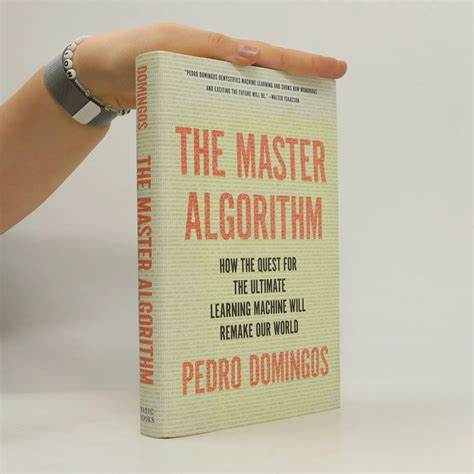 "PEDRO DOMINGOS DEMYSTIFIES MACHINE LEARNING AND SHOWS HOW WONDROUS
AND EXCITING THE FUTURE WILL BE." —WALTER ISAACSON
THE MASTER
ALGORITHM
HOW THE QUEST FOR
THE ULTIMATE
LEARNING MACHINE WILL
REMAKE OUR WORLD
PEDRO DOMINGOS
DOMINGOS
THE MASTER ALGORITHM
BASIC
BOOKS